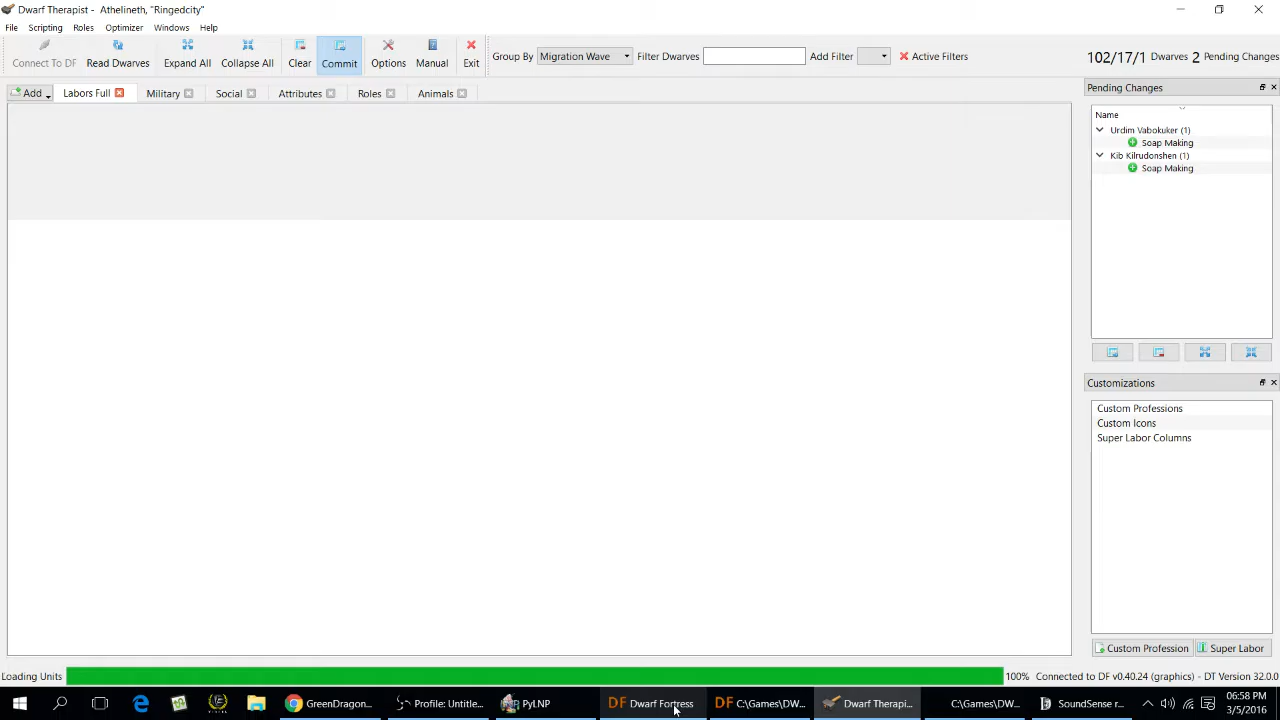 Dwarf Therapist - Athelineth, "Ringedcity"
File Scripting Roles Optimizer Windows Help
Connect To DF Read Dwarves Expand All Collapse All Clear Commit Options Manual Exit Group By Migration Wave Filter Dwarves Add Filter Active Filters 102/17/1 Dwarves 2 Pending Changes
Add Labors Full Military Social Attributes Roles Animals
Pending Changes
Name
Urdim Vabokuker (1)
Soap Making
Kib Kilrudonshen (1)
Soap Making
Customizations
Custom Professions
Custom Icons
Super Labor Columns
Custom Profession Super Labor
Loading Units 100% Connected to DF v0.40.24 (graphics) - DT Version 32.0.0
GreenDragon... Profile: Untitle... PyLNP DF Dwarf Fortress DF C:\Games\DW... Dwarf Therapi... C:\Games\DW... SoundSense r... 06:58 PM
3/5/2016